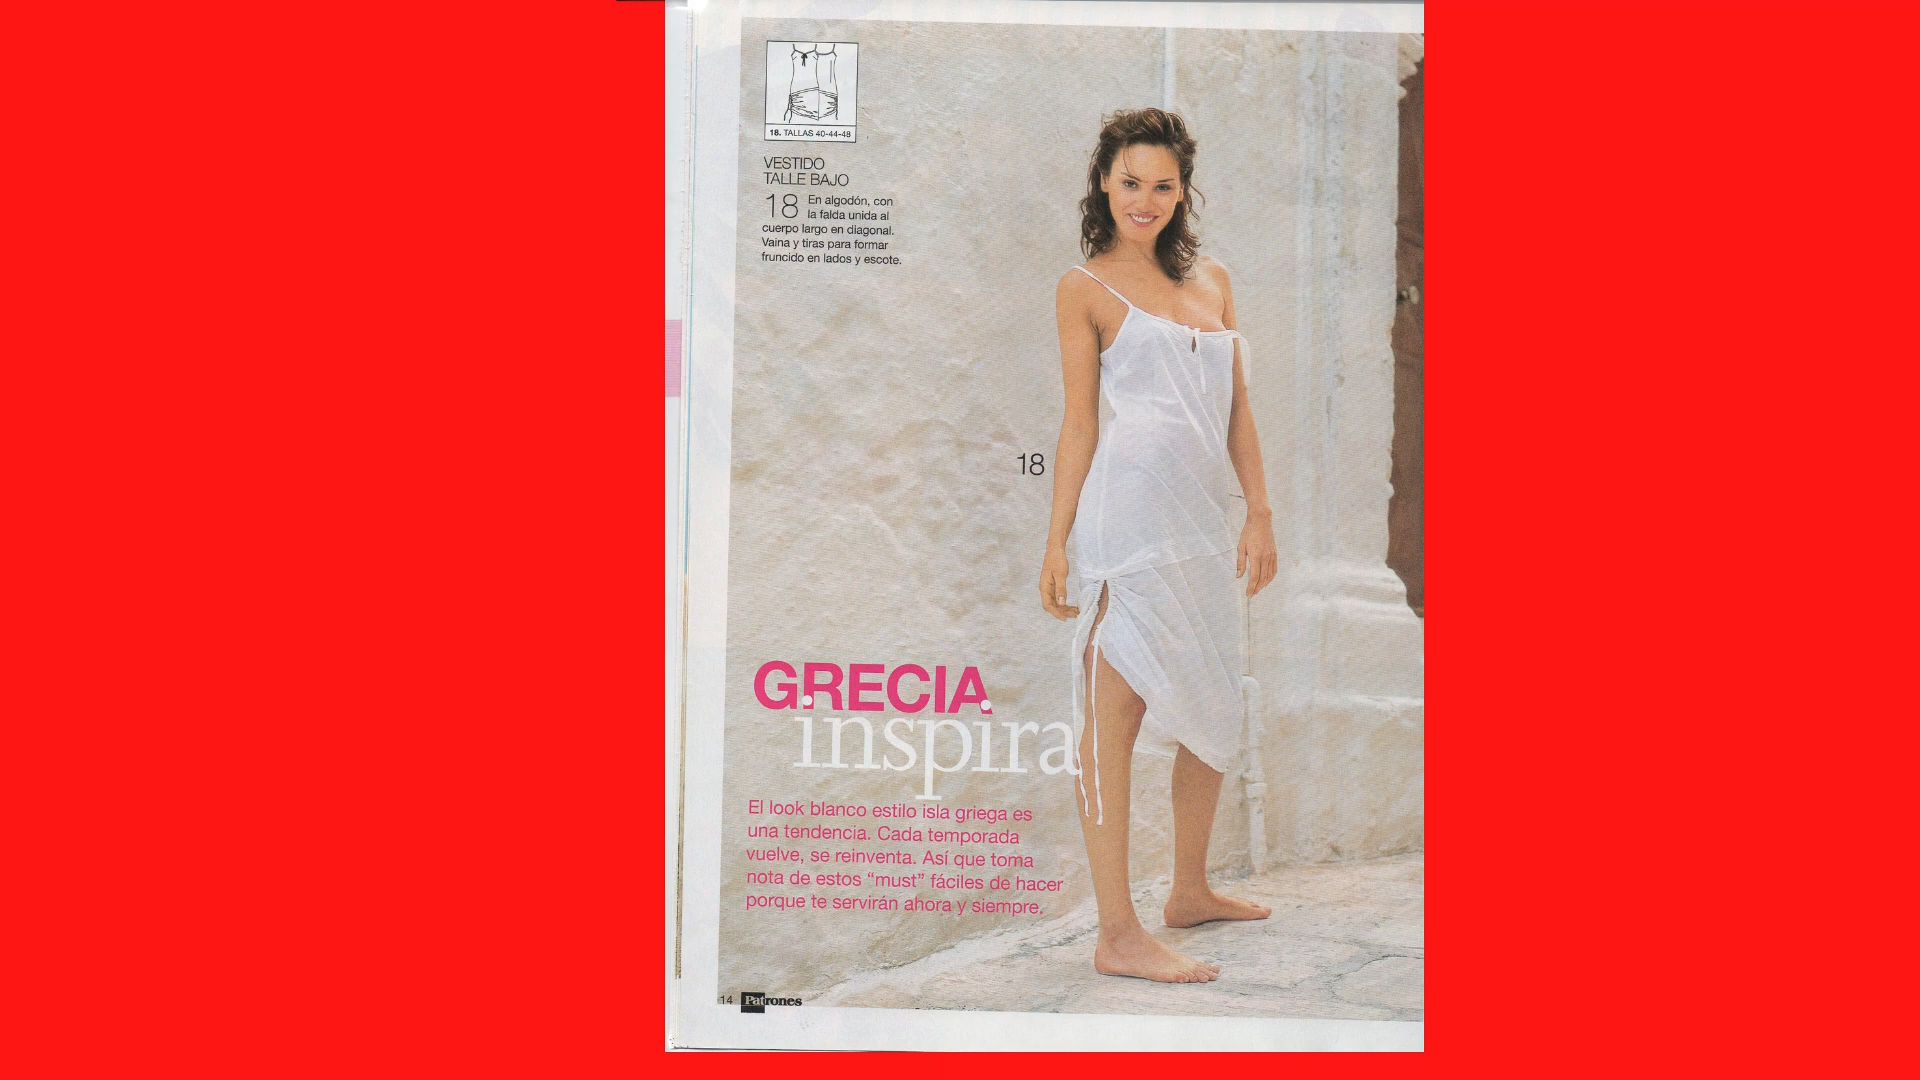 18. TALLAS 40-44-48
VESTIDO
TALLE BAJO
18 En algodón, con
la falda unida al
cuerpo largo en diagonal.
Vaina y tiras para formar
fruncido en lados y escote.
18
GRECIA
inspira
El look blanco estilo isla griega es
una tendencia. Cada temporada
vuelve, se reinventa. Así que toma
nota de estos “must” fáciles de hacer
porque te servirán ahora y siempre.
14 Patrones